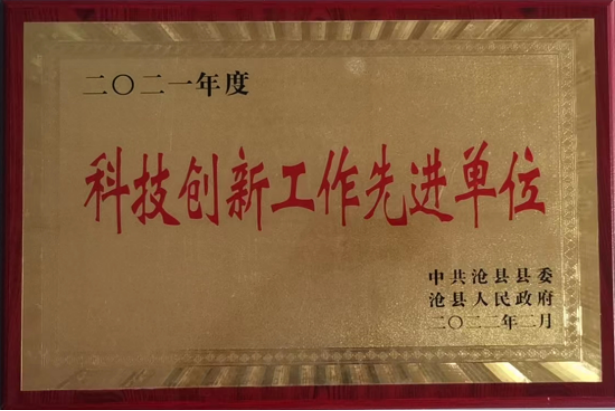 二〇二一年度
科技创新工作先进单位
中共沧县县委
沧县人民政府
二〇二二年二月